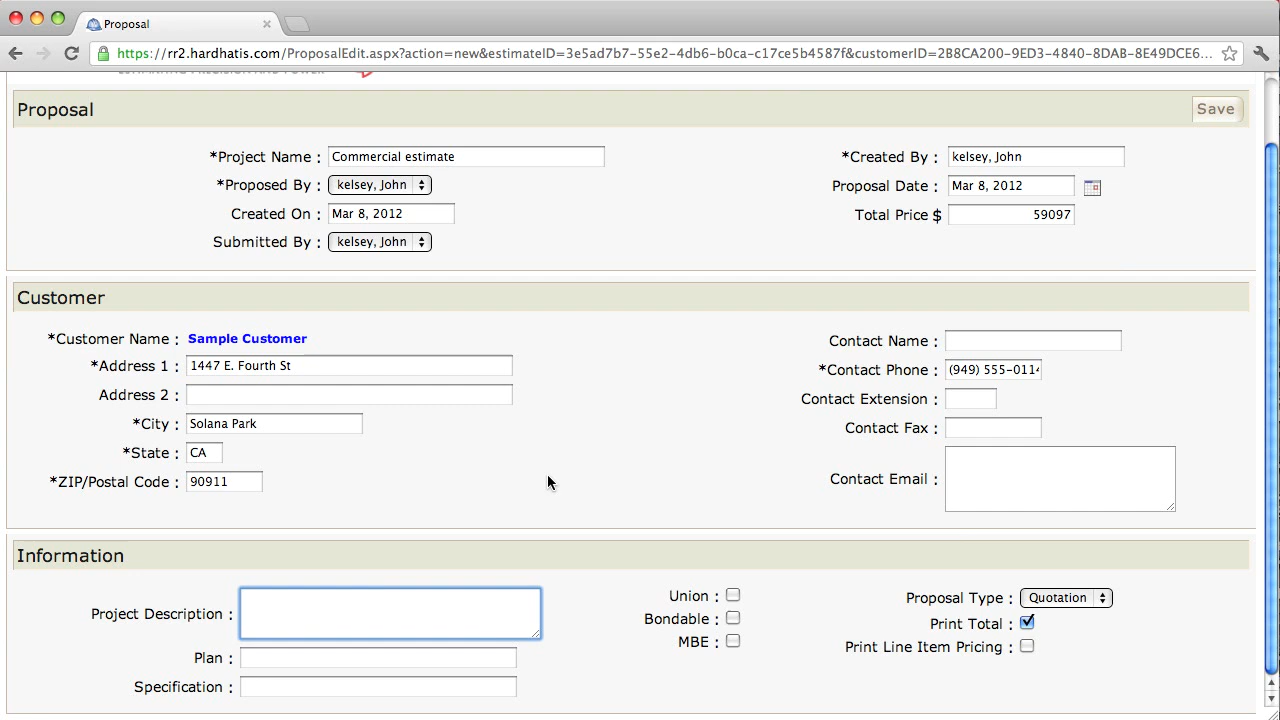 Proposal
https://rr2.hardhatis.com/ProposalEdit.aspx?action=new&estimateID=3e5ad7b7-55e2-4db6-b0ca-c17ce5b4587f&customerID=2B8CA200-9ED3-4840-8DAB-8E49DCE6...
Proposal
Save
*Project Name : Commercial estimate
*Created By : kelsey, John
*Proposed By : kelsey, John
Proposal Date : Mar 8, 2012
Created On : Mar 8, 2012
Total Price $ 59097
Submitted By : kelsey, John
Customer
*Customer Name : Sample Customer
Contact Name :
*Address 1 : 1447 E. Fourth St
*Contact Phone : (949) 555-0114
Address 2 :
Contact Extension :
*City : Solana Park
Contact Fax :
*State : CA
Contact Email :
*ZIP/Postal Code : 90911
Information
Project Description :
Union :
Proposal Type : Quotation
Bondable :
Print Total :
MBE :
Print Line Item Pricing :
Plan :
Specification :